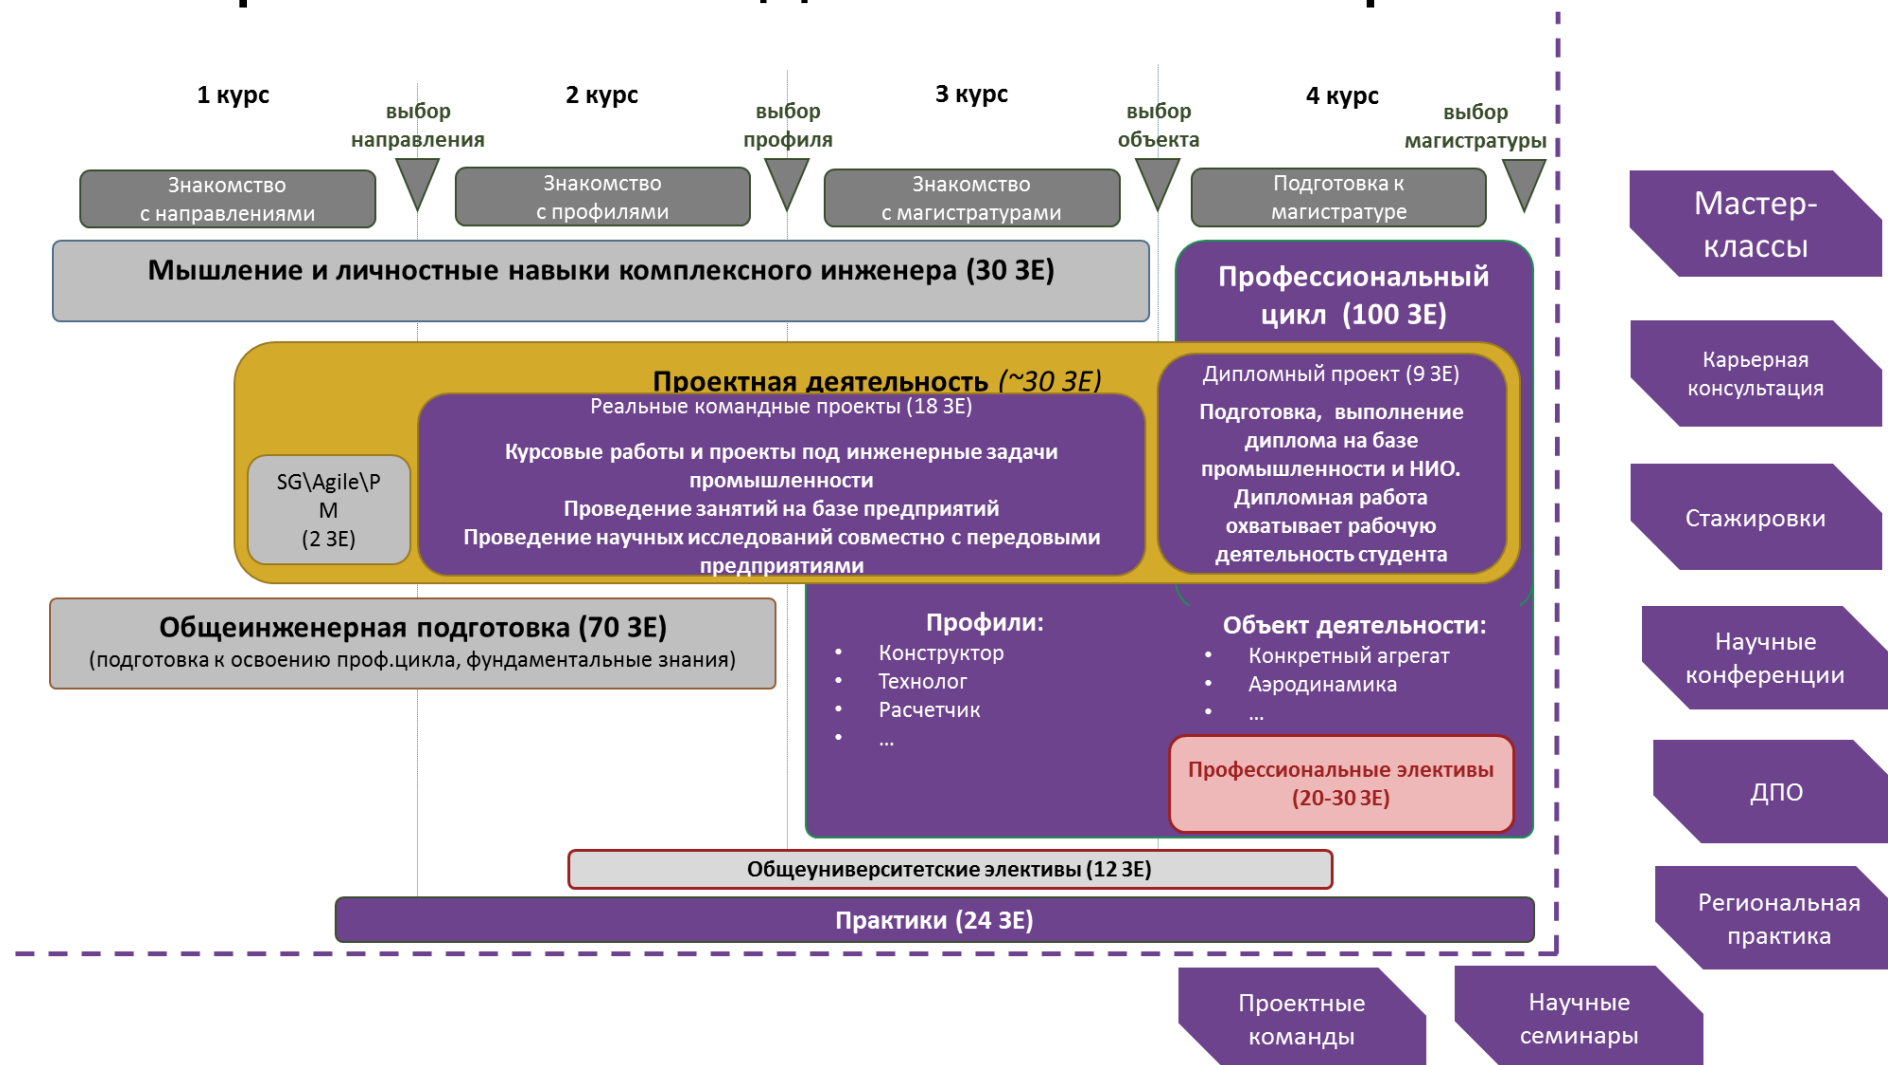 1 курс
2 курс
3 курс
4 курс
выбор
направления
выбор
профиля
выбор
объекта
выбор
магистратуры
Знакомство
с направлениями
Знакомство
с профилями
Знакомство
с магистратурами
Подготовка к
магистратуре
Мышление и личностные навыки комплексного инженера (30 ЗЕ)
Профессиональный
цикл (100 ЗЕ)
Проектная деятельность (~30 ЗЕ)
SG\Agile\P
M
(2 ЗЕ)
Реальные командные проекты (18 ЗЕ)
Курсовые работы и проекты под инженерные задачи
промышленности
Проведение занятий на базе предприятий
Проведение научных исследований совместно с передовыми
предприятиями
Дипломный проект (9 ЗЕ)
Подготовка, выполнение
диплома на базе
промышленности и НИО.
Дипломная работа
охватывает рабочую
деятельность студента
Общеинженерная подготовка (70 ЗЕ)
(подготовка к освоению проф.цикла, фундаментальные знания)
Профили:
• Конструктор
• Технолог
• Расчетчик
• ...
Объект деятельности:
• Конкретный агрегат
• Аэродинамика
• ...
Профессиональные элективы
(20-30 ЗЕ)
Общеуниверситетские элективы (12 ЗЕ)
Практики (24 ЗЕ)
Мастер-
классы
Карьерная
консультация
Стажировки
Научные
конференции
ДПО
Региональная
практика
Проектные
команды
Научные
семинары